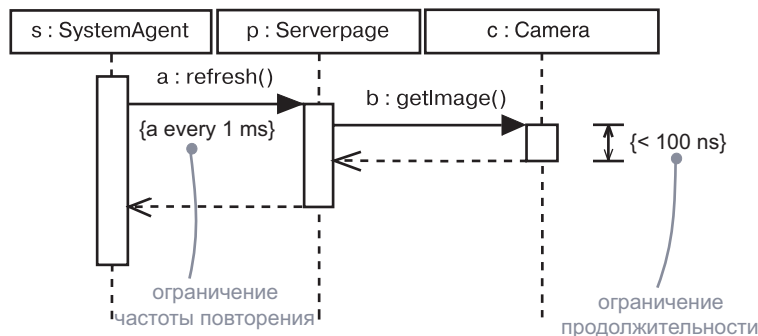 s : SystemAgent
p : Serverpage
c : Camera
a : refresh()
b : getImage()
{a every 1 ms}
{< 100 ns}
ограничение
частоты повторения
ограничение
продолжительности